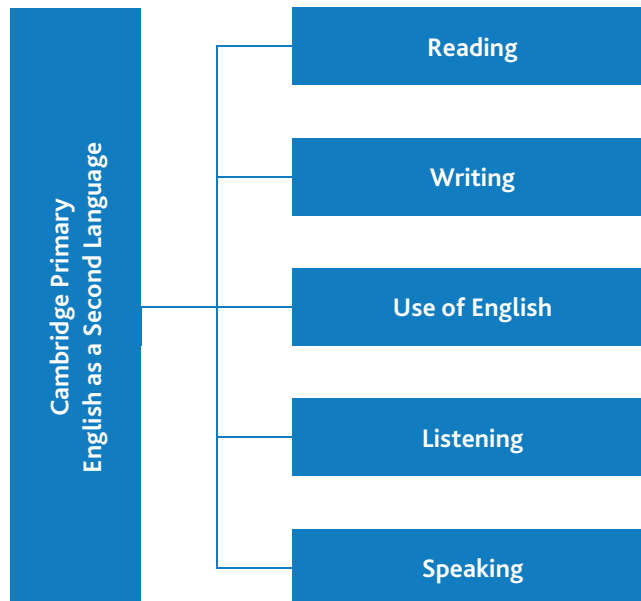 Cambridge Primary
English as a Second Language
Reading
Writing
Use of English
Listening
Speaking